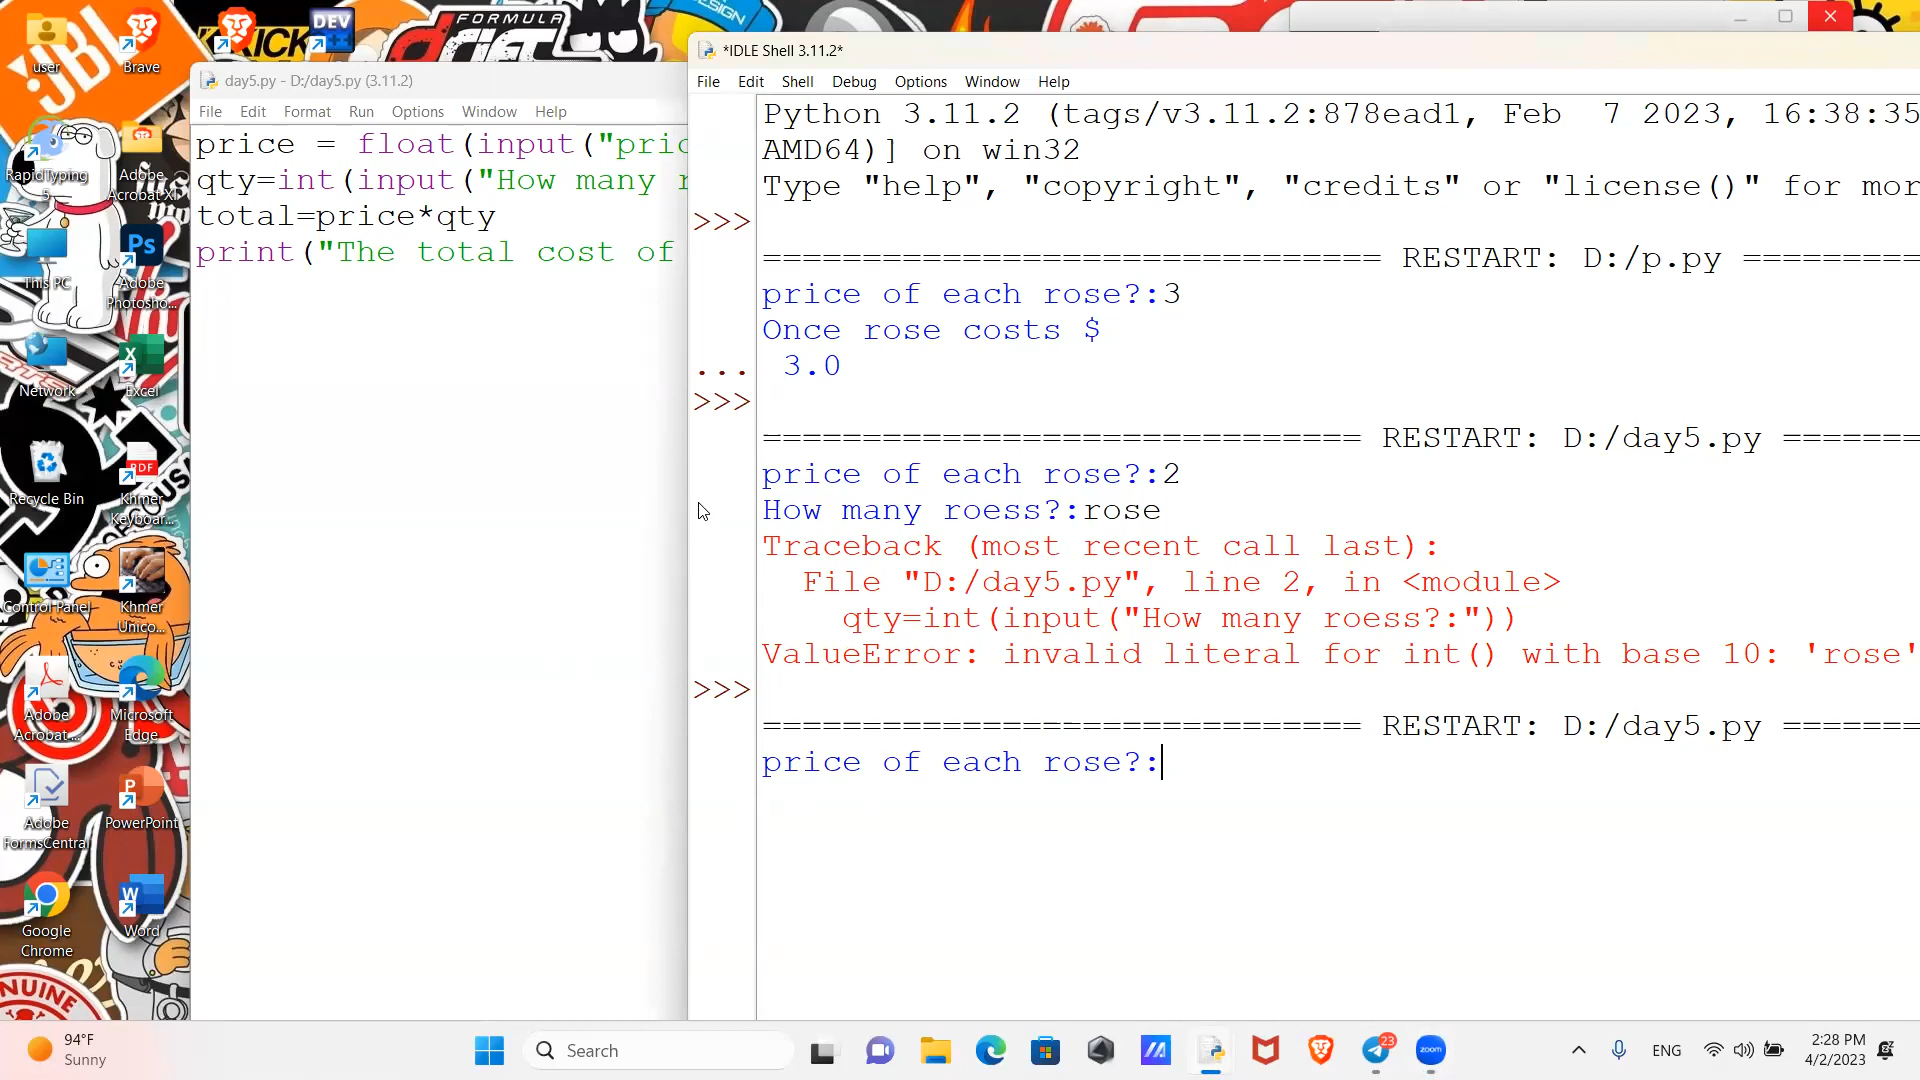 user
Brave
DEV
FORMULA
DESIGN
JBL
RapidTyping 5
Adobe Acrobat XI
This PC
Adobe Photosho...
Network
Excel
Recycle Bin
Khmer Keyboar...
Control Panel
Khmer Unico...
Adobe Acrobat ...
Microsoft Edge
Adobe FormsCentral
PowerPoint
Google Chrome
Word
day5.py - D:/day5.py (3.11.2)
File Edit Format Run Options Window Help
price = float(input("pric
qty=int(input("How many r
total=price*qty
print("The total cost of
*IDLE Shell 3.11.2*
File Edit Shell Debug Options Window Help
Python 3.11.2 (tags/v3.11.2:878ead1, Feb  7 2023, 16:38:35
AMD64)] on win32
Type "help", "copyright", "credits" or "license()" for mor
>>>
=============================== RESTART: D:/p.py =========
price of each rose?:3
Once rose costs $
... 3.0
>>>
============================== RESTART: D:/day5.py =======
price of each rose?:2
How many roess?:rose
Traceback (most recent call last):
  File "D:/day5.py", line 2, in <module>
    qty=int(input("How many roess?:"))
ValueError: invalid literal for int() with base 10: 'rose'
>>>
============================== RESTART: D:/day5.py =======
price of each rose?:
94°F
Sunny
Search
23
zoom
ENG
2:28 PM
4/2/2023